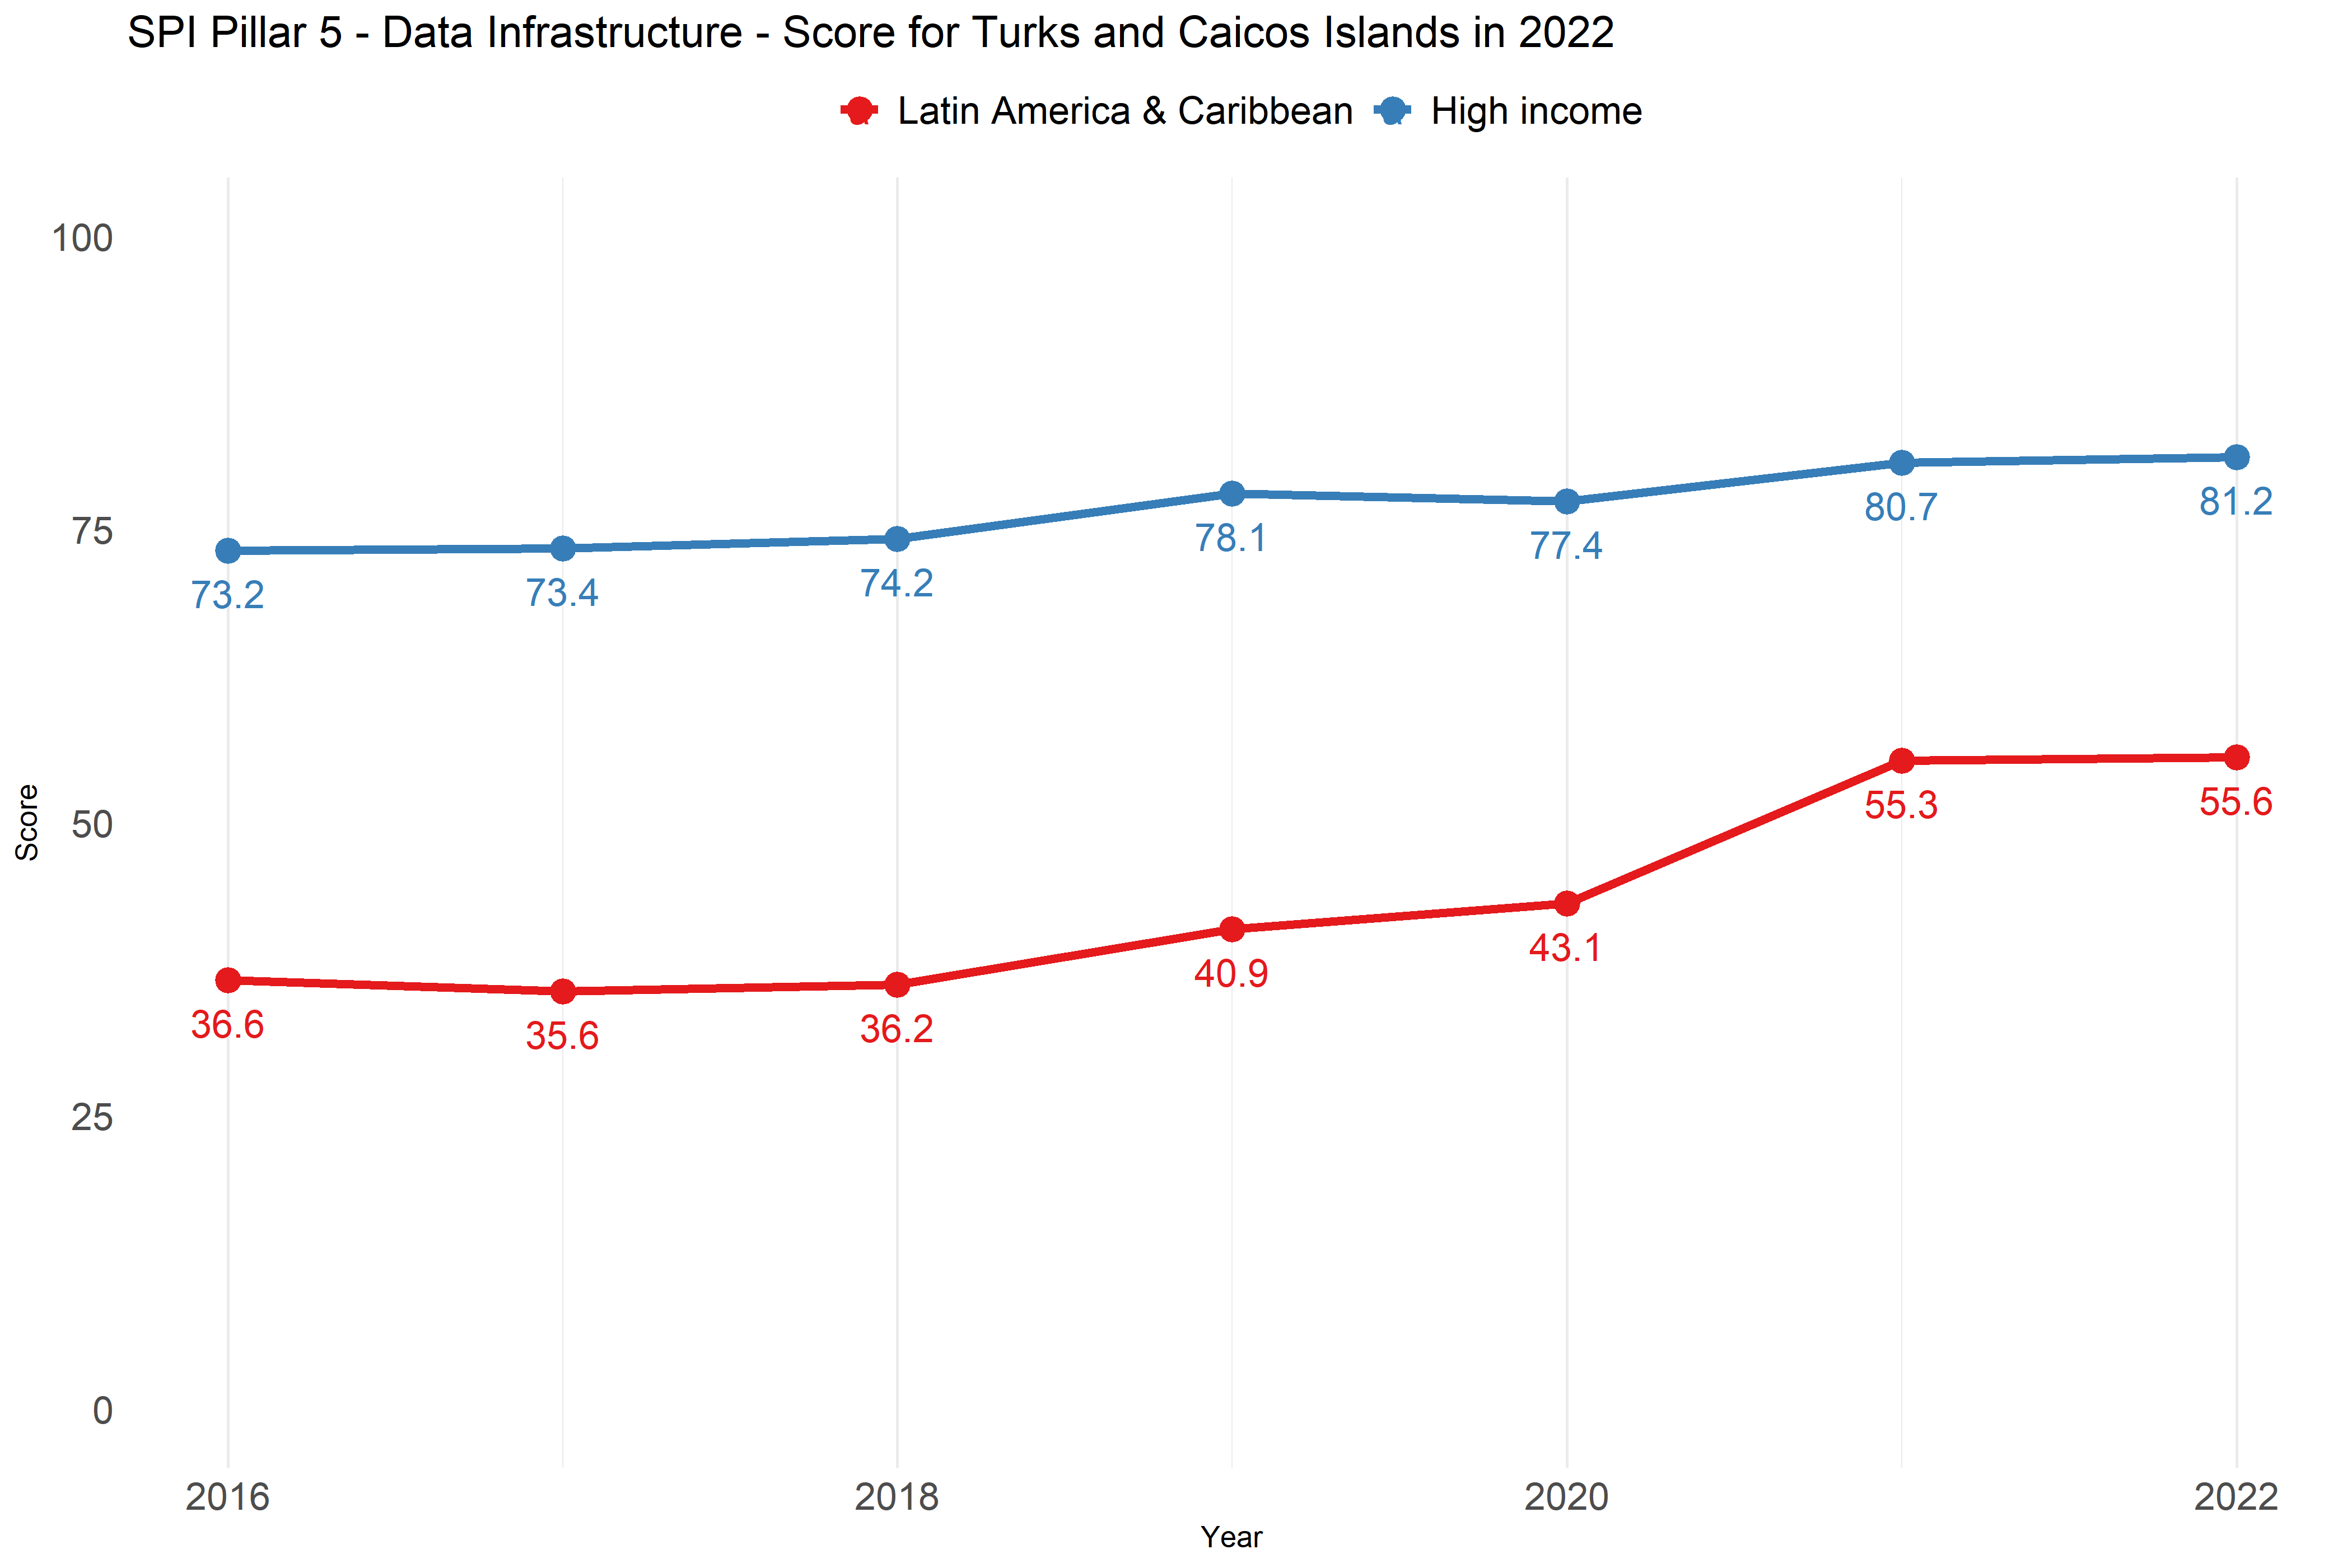 SPI Pillar 5 - Data Infrastructure - Score for Turks and Caicos Islands in 2022
Latin America & Caribbean High income
100
75
50
25
0
Score
73.2 73.4 74.2 78.1 77.4 80.7 81.2
36.6 35.6 36.2 40.9 43.1 55.3 55.6
2016 2018 2020 2022
Year